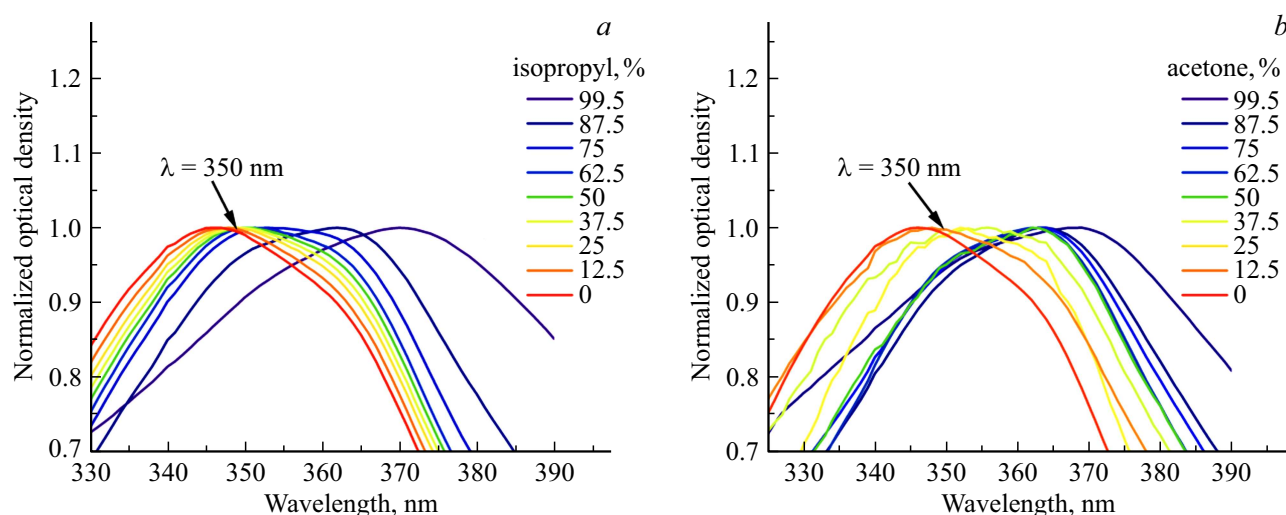 a
isopropyl, %
99.5
87.5
75
62.5
50
37.5
25
12.5
0
λ = 350 nm
Normalized optical density
1.2
1.1
1.0
0.9
0.8
0.7
330 340 350 360 370 380 390
Wavelength, nm
b
acetone, %
99.5
87.5
75
62.5
50
37.5
25
12.5
0
λ = 350 nm
Normalized optical density
1.2
1.1
1.0
0.9
0.8
0.7
330 340 350 360 370 380 390
Wavelength, nm